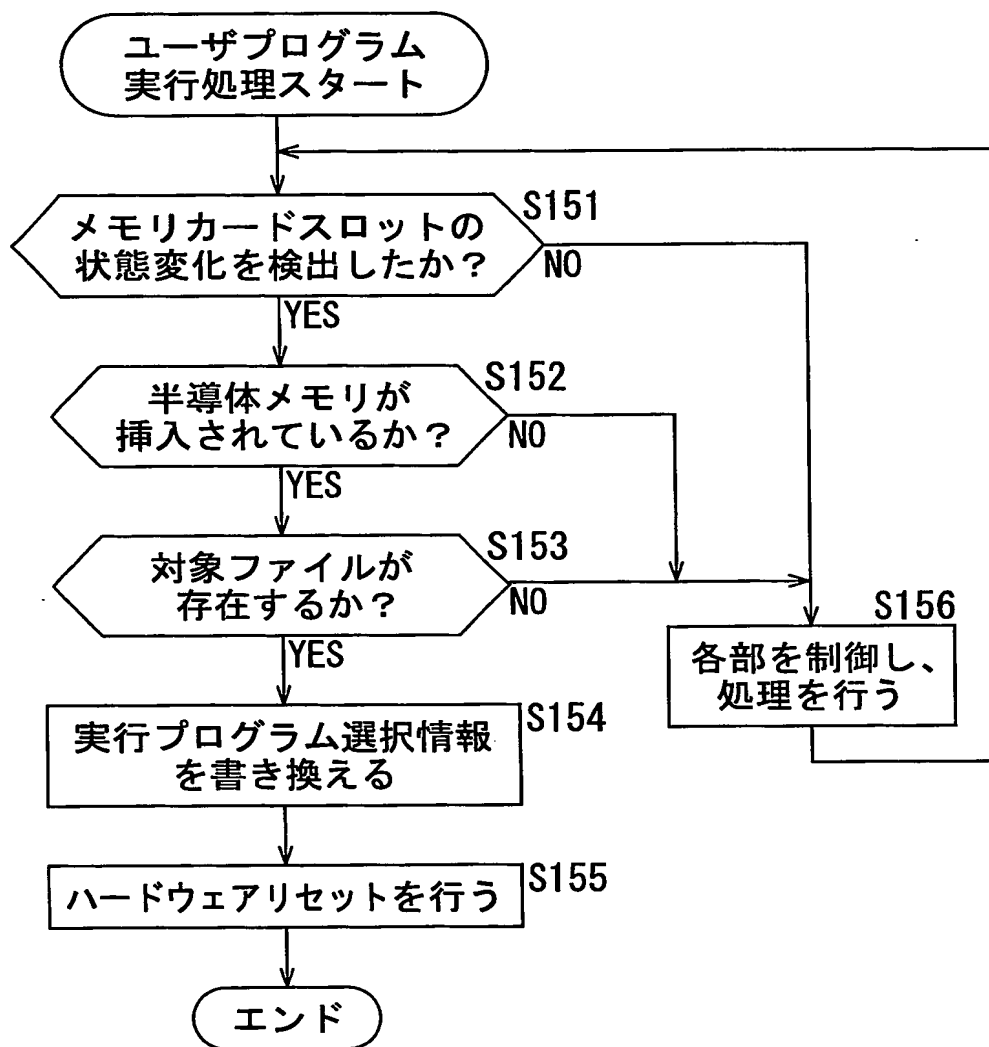 ユーザプログラム
実行処理スタート
メモリカードスロットの
状態変化を検出したか？
S151
NO
YES
半導体メモリが
挿入されているか？
S152
NO
YES
対象ファイルが
存在するか？
S153
NO
YES
S156
各部を制御し、
処理を行う
実行プログラム選択情報
を書き換える
S154
ハードウェアリセットを行う
S155
エンド